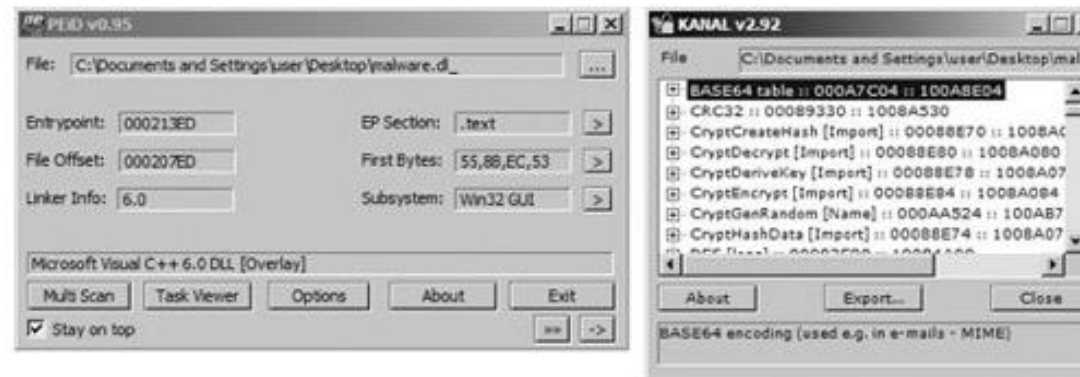 PEiD v0.95
File: C:\Documents and Settings\user\Desktop\malware.dl_ ...
Entrypoint: 000213ED EP Section: .text >
File Offset: 000207ED First Bytes: 55,8B,EC,53 >
Linker Info: 6.0 Subsystem: Win32 GUI >
Microsoft Visual C++ 6.0 DLL [Overlay]
Multi Scan Task Viewer Options About Exit
Stay on top >> ->
KANAL v2.92
File C:\Documents and Settings\user\Desktop\mal
BASE64 table :: 000A7C04 :: 100A8E04
CRC32 :: 00089330 :: 1008A530
CryptCreateHash [Import] :: 00088E70 :: 1008A0
CryptDecrypt [Import] :: 00088E80 :: 1008A080
CryptDeriveKey [Import] :: 00088E78 :: 1008A07
CryptEncrypt [Import] :: 00088E84 :: 1008A084
CryptGenRandom [Name] :: 000AA524 :: 100AB7
CryptHashData [Import] :: 00088E74 :: 1008A07
About Export... Close
BASE64 encoding (used e.g. in e-mails - MIME)